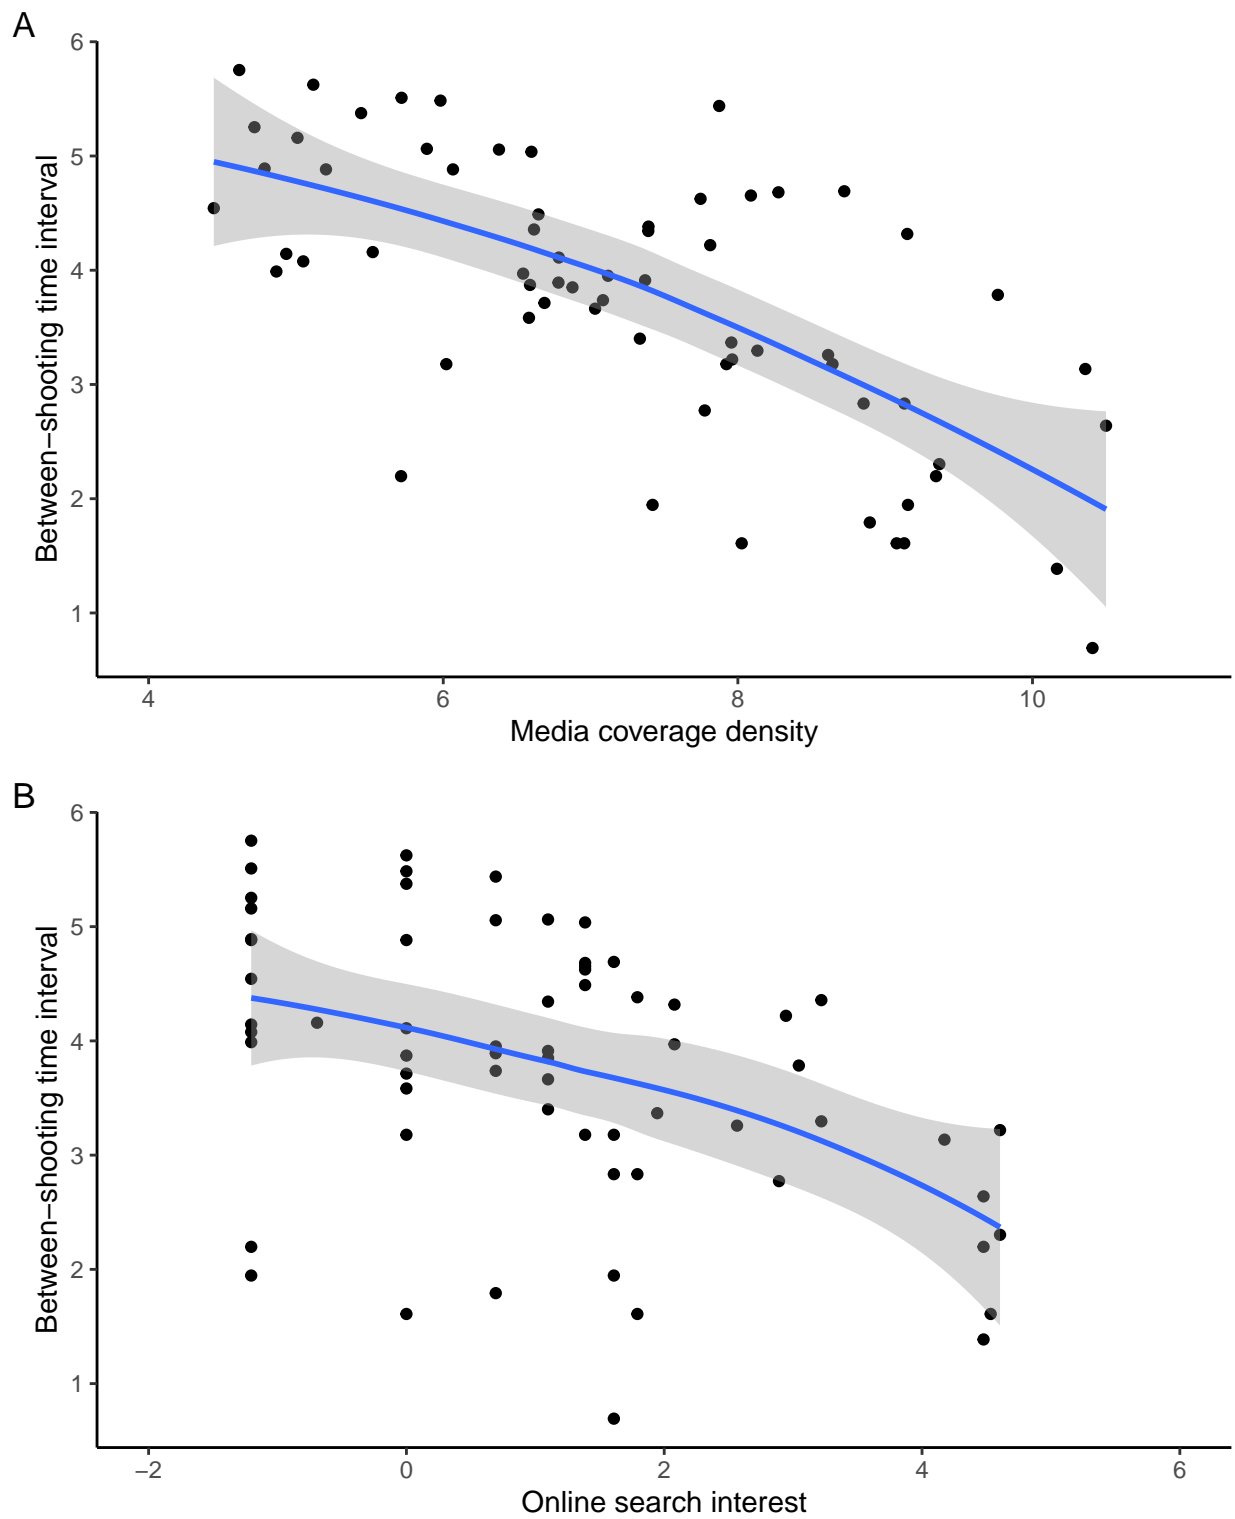 A
6
5
4
3
2
1
Between−shooting time interval
4 6 8 10
Media coverage density
B
6
5
4
3
2
1
Between−shooting time interval
−2 0 2 4 6
Online search interest